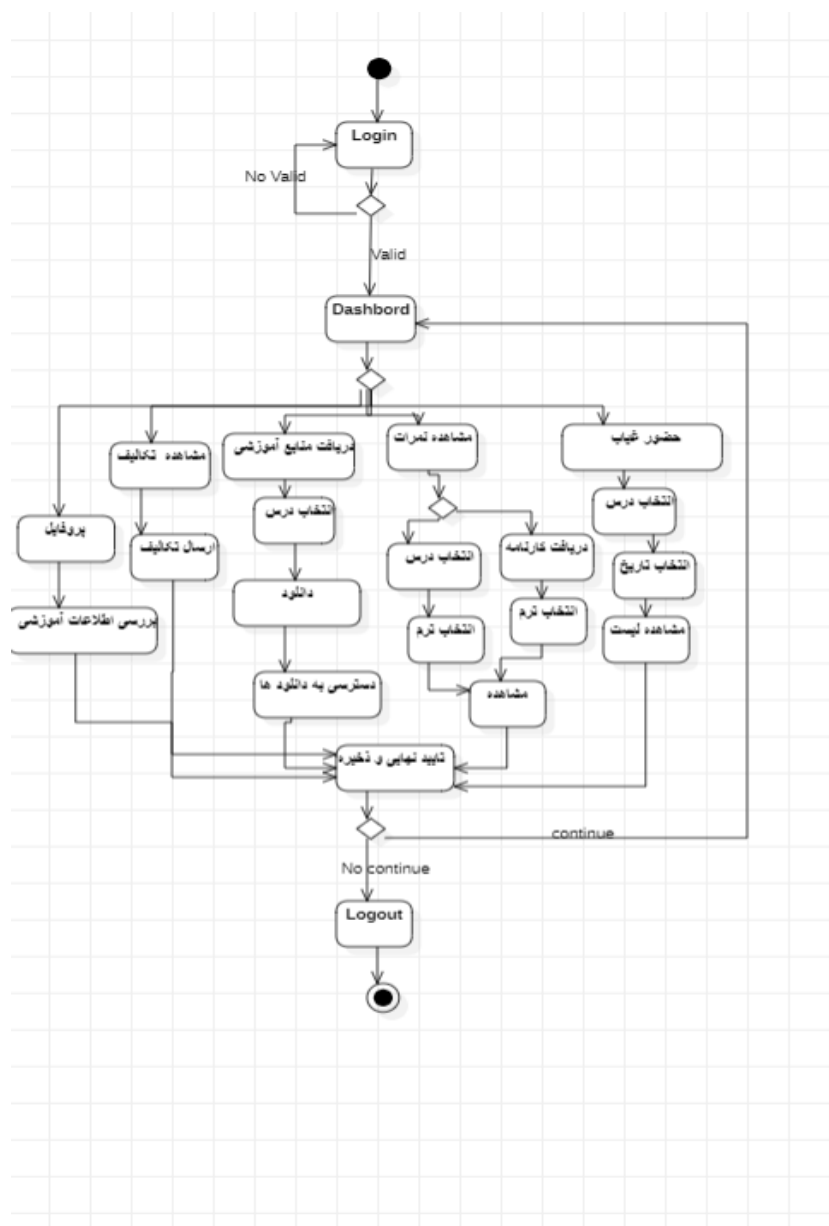 Login
No Valid
Valid
Dashbord
پروفایل
بررسی اطلاعات آموزشی
مشاهده تکالیف
ارسال تکالیف
دریافت منابع آموزشی
انتخاب درس
دانلود
دسترسی به دانلود ها
مشاهده نمرات
انتخاب درس
انتخاب ترم
دریافت کارنامه
انتخاب ترم
مشاهده
حضور غیاب
انتخاب درس
انتخاب تاریخ
مشاهده لیست
تایید نهایی و ذخیره
continue
No continue
Logout